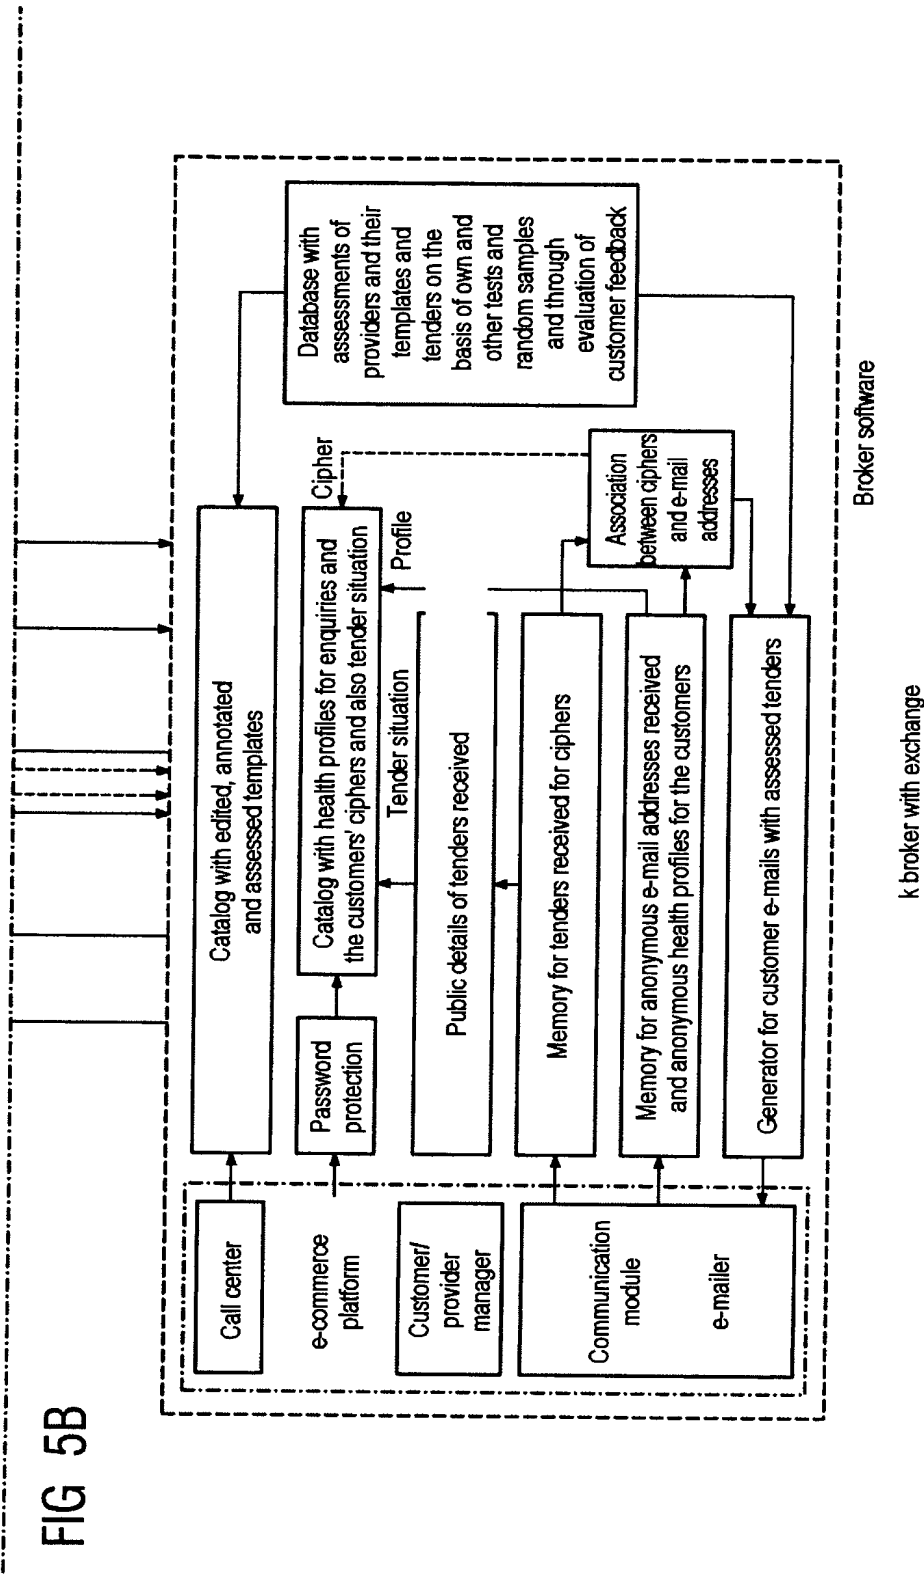 FIG 5B
Call center
e-commerce
platform
Customer/
provider
manager
Communication
module
e-mailer
Catalog with edited, annotated
and assessed templates
Password
protection
Catalog with health profiles for enquiries and
the customers' ciphers and also tender situation
Cipher
Tender situation
Profile
Public details of tenders received
Memory for tenders received for ciphers
Memory for anonymous e-mail addresses received
and anonymous health profiles for the customers
Generator for customer e-mails with assessed tenders
Association
between ciphers
and e-mail
addresses
Database with
assessments of
providers and their
templates and
tenders on the
basis of own and
other tests and
random samples
and through
evaluation of
customer feedback
Broker software
k broker with exchange